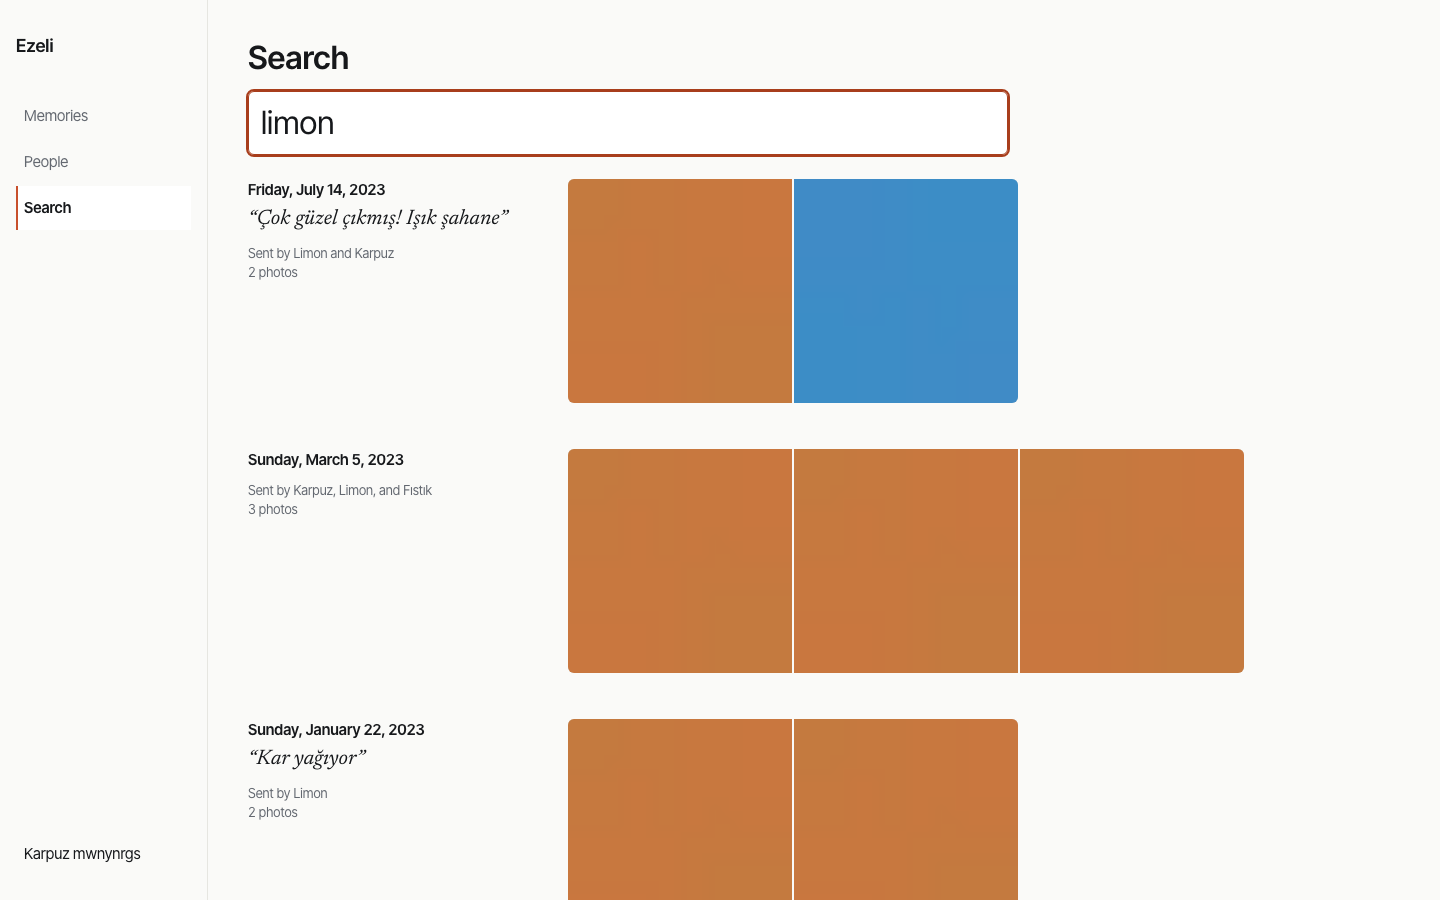 Ezeli
Memories
People
Search
Karpuz mwnynrgs
Search
limon
Friday, July 14, 2023
“Çok güzel çıkmış! Işık şahane”
Sent by Limon and Karpuz
2 photos
Sunday, March 5, 2023
Sent by Karpuz, Limon, and Fıstık
3 photos
Sunday, January 22, 2023
“Kar yağıyor”
Sent by Limon
2 photos